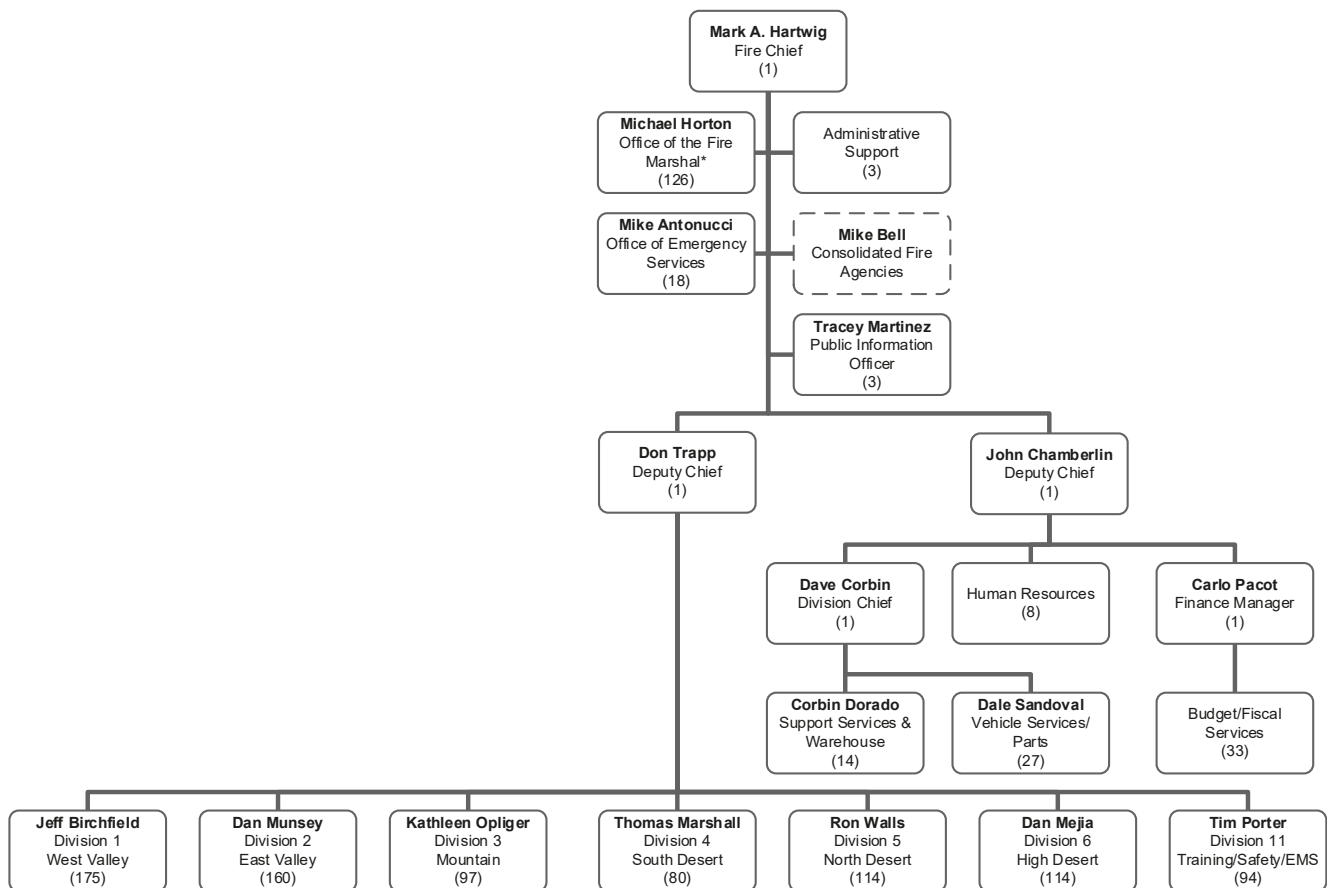 Mark A. Hartwig
Fire Chief
(1)
Michael Horton
Office of the Fire
Marshal*
(126)
Administrative
Support
(3)
Mike Antonucci
Office of Emergency
Services
(18)
Mike Bell
Consolidated Fire
Agencies
Tracey Martinez
Public Information
Officer
(3)
Don Trapp
Deputy Chief
(1)
John Chamberlin
Deputy Chief
(1)
Dave Corbin
Division Chief
(1)
Human Resources
(8)
Carlo Pacot
Finance Manager
(1)
Corbin Dorado
Support Services &
Warehouse
(14)
Dale Sandoval
Vehicle Services/
Parts
(27)
Budget/Fiscal
Services
(33)
Jeff Birchfield
Division 1
West Valley
(175)
Dan Munsey
Division 2
East Valley
(160)
Kathleen Opliger
Division 3
Mountain
(97)
Thomas Marshall
Division 4
South Desert
(80)
Ron Walls
Division 5
North Desert
(114)
Dan Mejia
Division 6
High Desert
(114)
Tim Porter
Division 11
Training/Safety/EMS
(94)